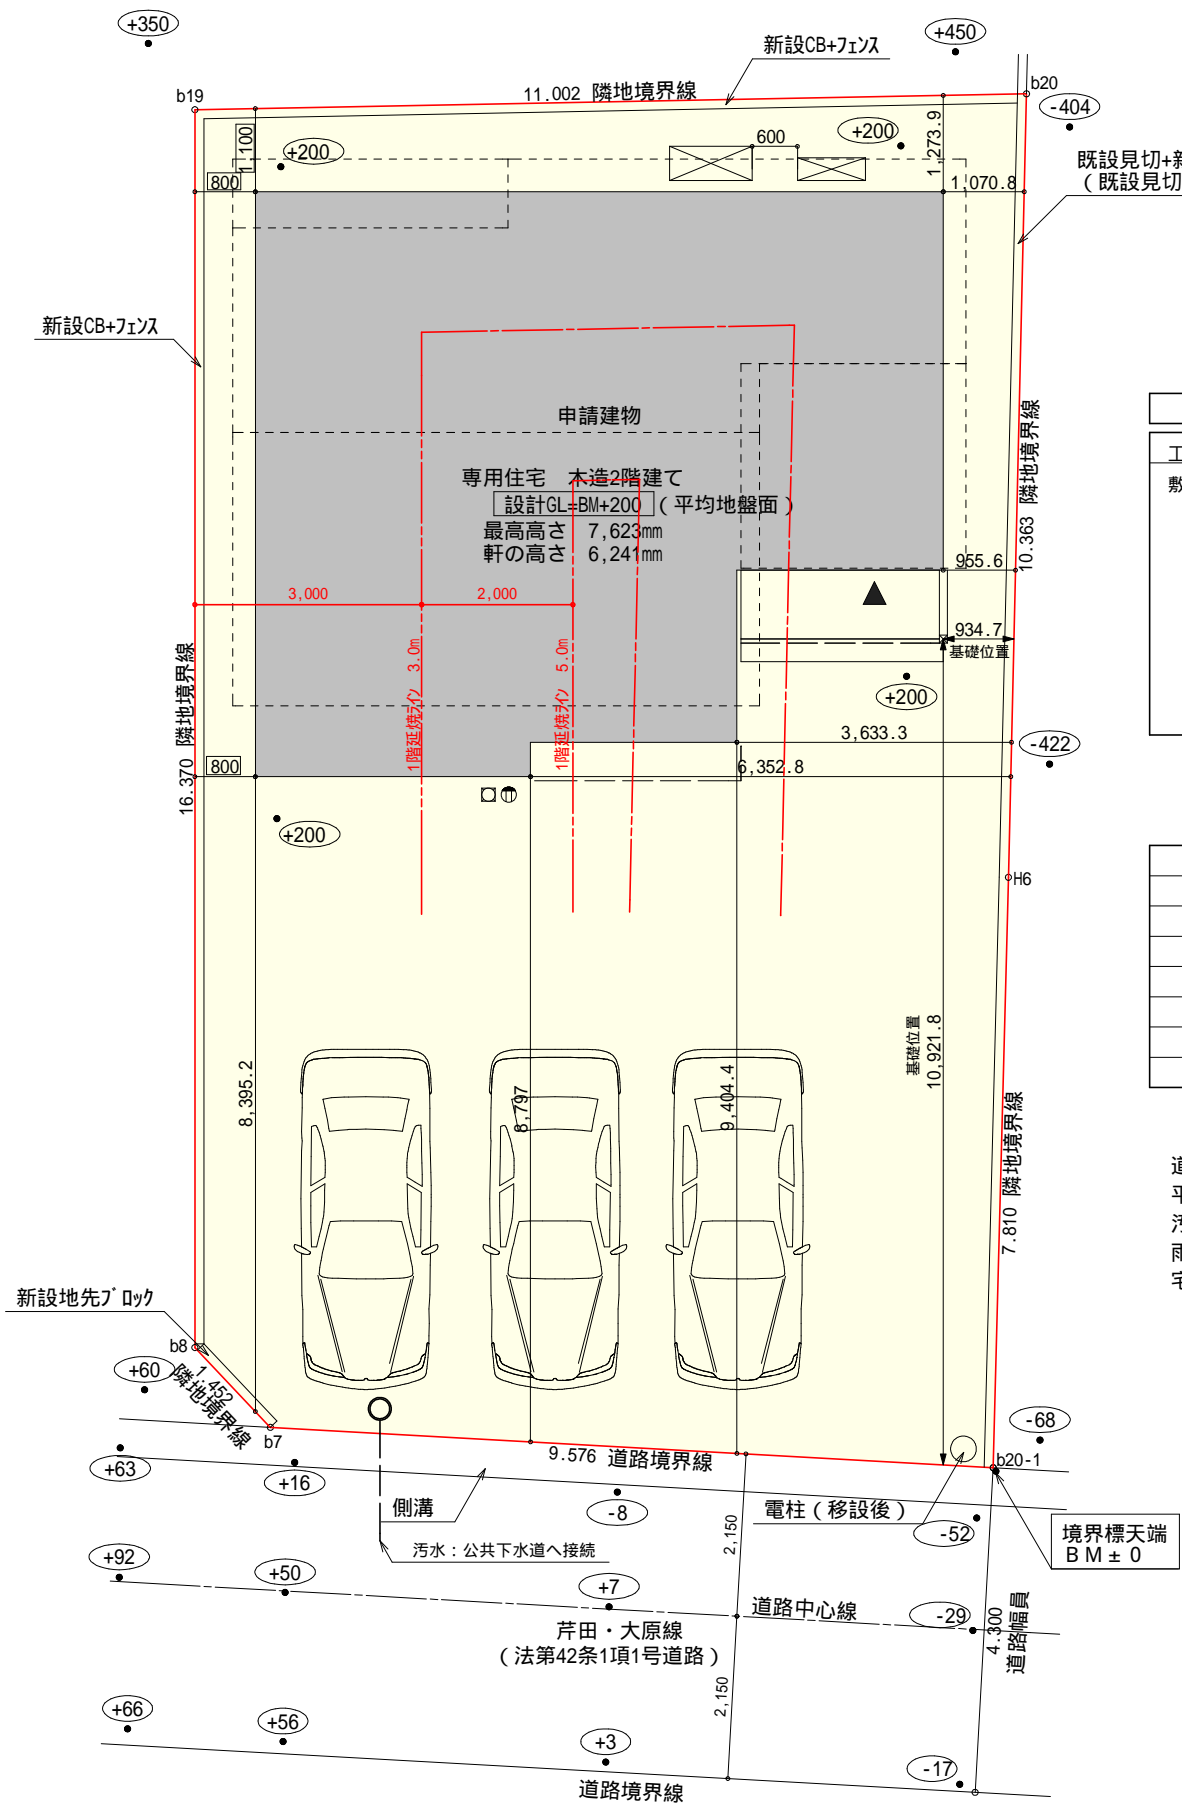 +350
+450
新設CB+フェンス
b19
11.002 隣地境界線
b20
-404
1,100
+200
600
+200
1,273.9
既設見切+新
（既設見切
800
1,070.8
新設CB+フェンス
申請建物
専用住宅　木造2階建て
設計GL=BM+200（平均地盤面）
最高高さ　7,623mm
軒の高さ　6,241mm
10.363 隣地境界線
工
敷
955.6
3,000
2,000
934.7
基礎位置
16.370 隣地境界線
1階延焼ライン 3.0m
1階延焼ライン 5.0m
+200
3,633.3
-422
800
6,352.8
+200
H6
8,395.2
8,797
9,404.4
基礎位置
10,921.8
7.810 隣地境界線
道
平
汚
雨
宅
新設地先ブロック
b8
+60
1.452
隣地境界線
b7
9.576 道路境界線
-68
b20-1
+63
+16
側溝
-8
電柱（移設後）
-52
境界標天端
ＢＭ±０
汚水：公共下水道へ接続
2,150
+92
+50
+7
道路中心線
-29
4.300
道路幅員
芹田・大原線
（法第42条1項1号道路）
2,150
+66
+56
+3
-17
道路境界線